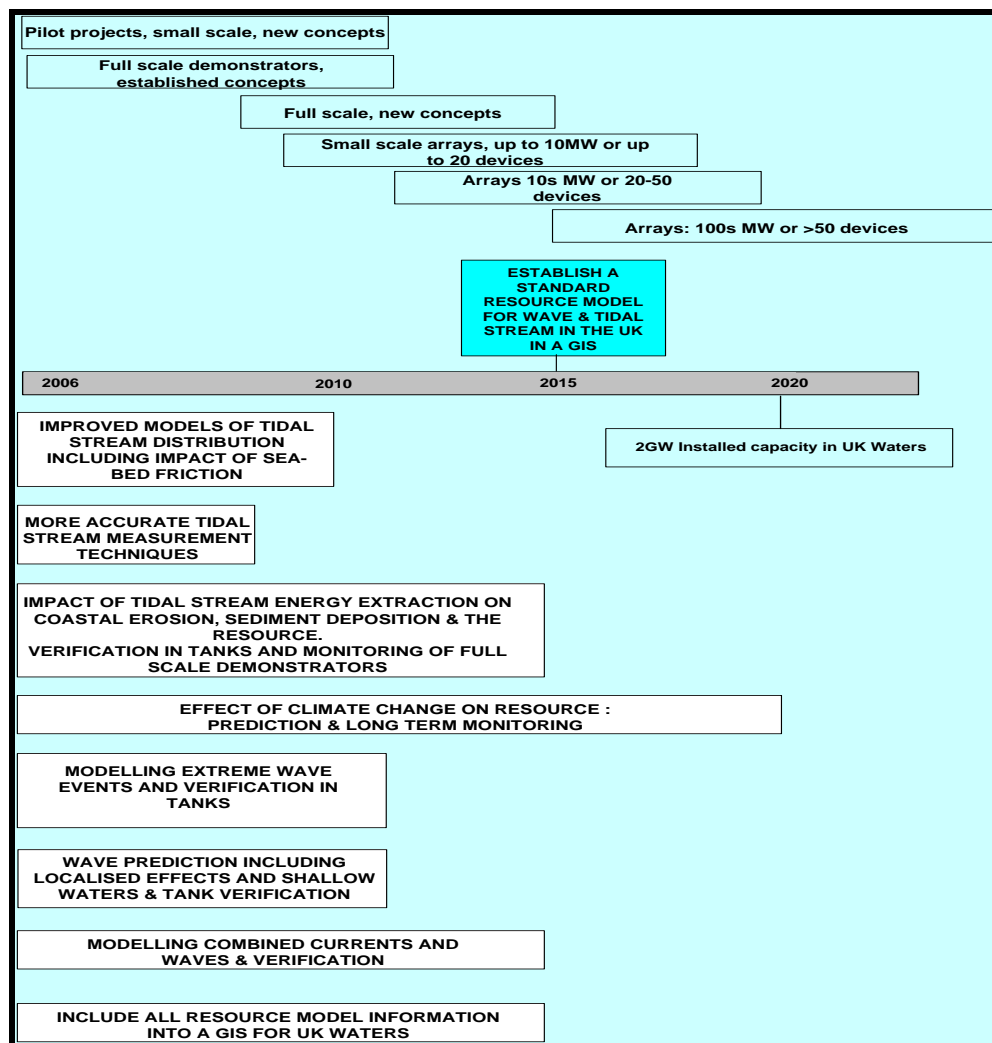 Pilot projects, small scale, new concepts
Full scale demonstrators,
established concepts
Full scale, new concepts
Small scale arrays, up to 10MW or up
to 20 devices
Arrays 10s MW or 20-50
devices
Arrays: 100s MW or >50 devices
ESTABLISH A
STANDARD
RESOURCE MODEL
FOR WAVE & TIDAL
STREAM IN THE UK
IN A GIS
2006 2010 2015 2020
2GW Installed capacity in UK Waters
IMPROVED MODELS OF TIDAL
STREAM DISTRIBUTION
INCLUDING IMPACT OF SEA-
BED FRICTION
MORE ACCURATE TIDAL
STREAM MEASUREMENT
TECHNIQUES
IMPACT OF TIDAL STREAM ENERGY EXTRACTION ON
COASTAL EROSION, SEDIMENT DEPOSITION & THE
RESOURCE.
VERIFICATION IN TANKS AND MONITORING OF FULL
SCALE DEMONSTRATORS
EFFECT OF CLIMATE CHANGE ON RESOURCE :
PREDICTION & LONG TERM MONITORING
MODELLING EXTREME WAVE
EVENTS AND VERIFICATION IN
TANKS
WAVE PREDICTION INCLUDING
LOCALISED EFFECTS AND SHALLOW
WATERS & TANK VERIFICATION
MODELLING COMBINED CURRENTS AND
WAVES & VERIFICATION
INCLUDE ALL RESOURCE MODEL INFORMATION
INTO A GIS FOR UK WATERS